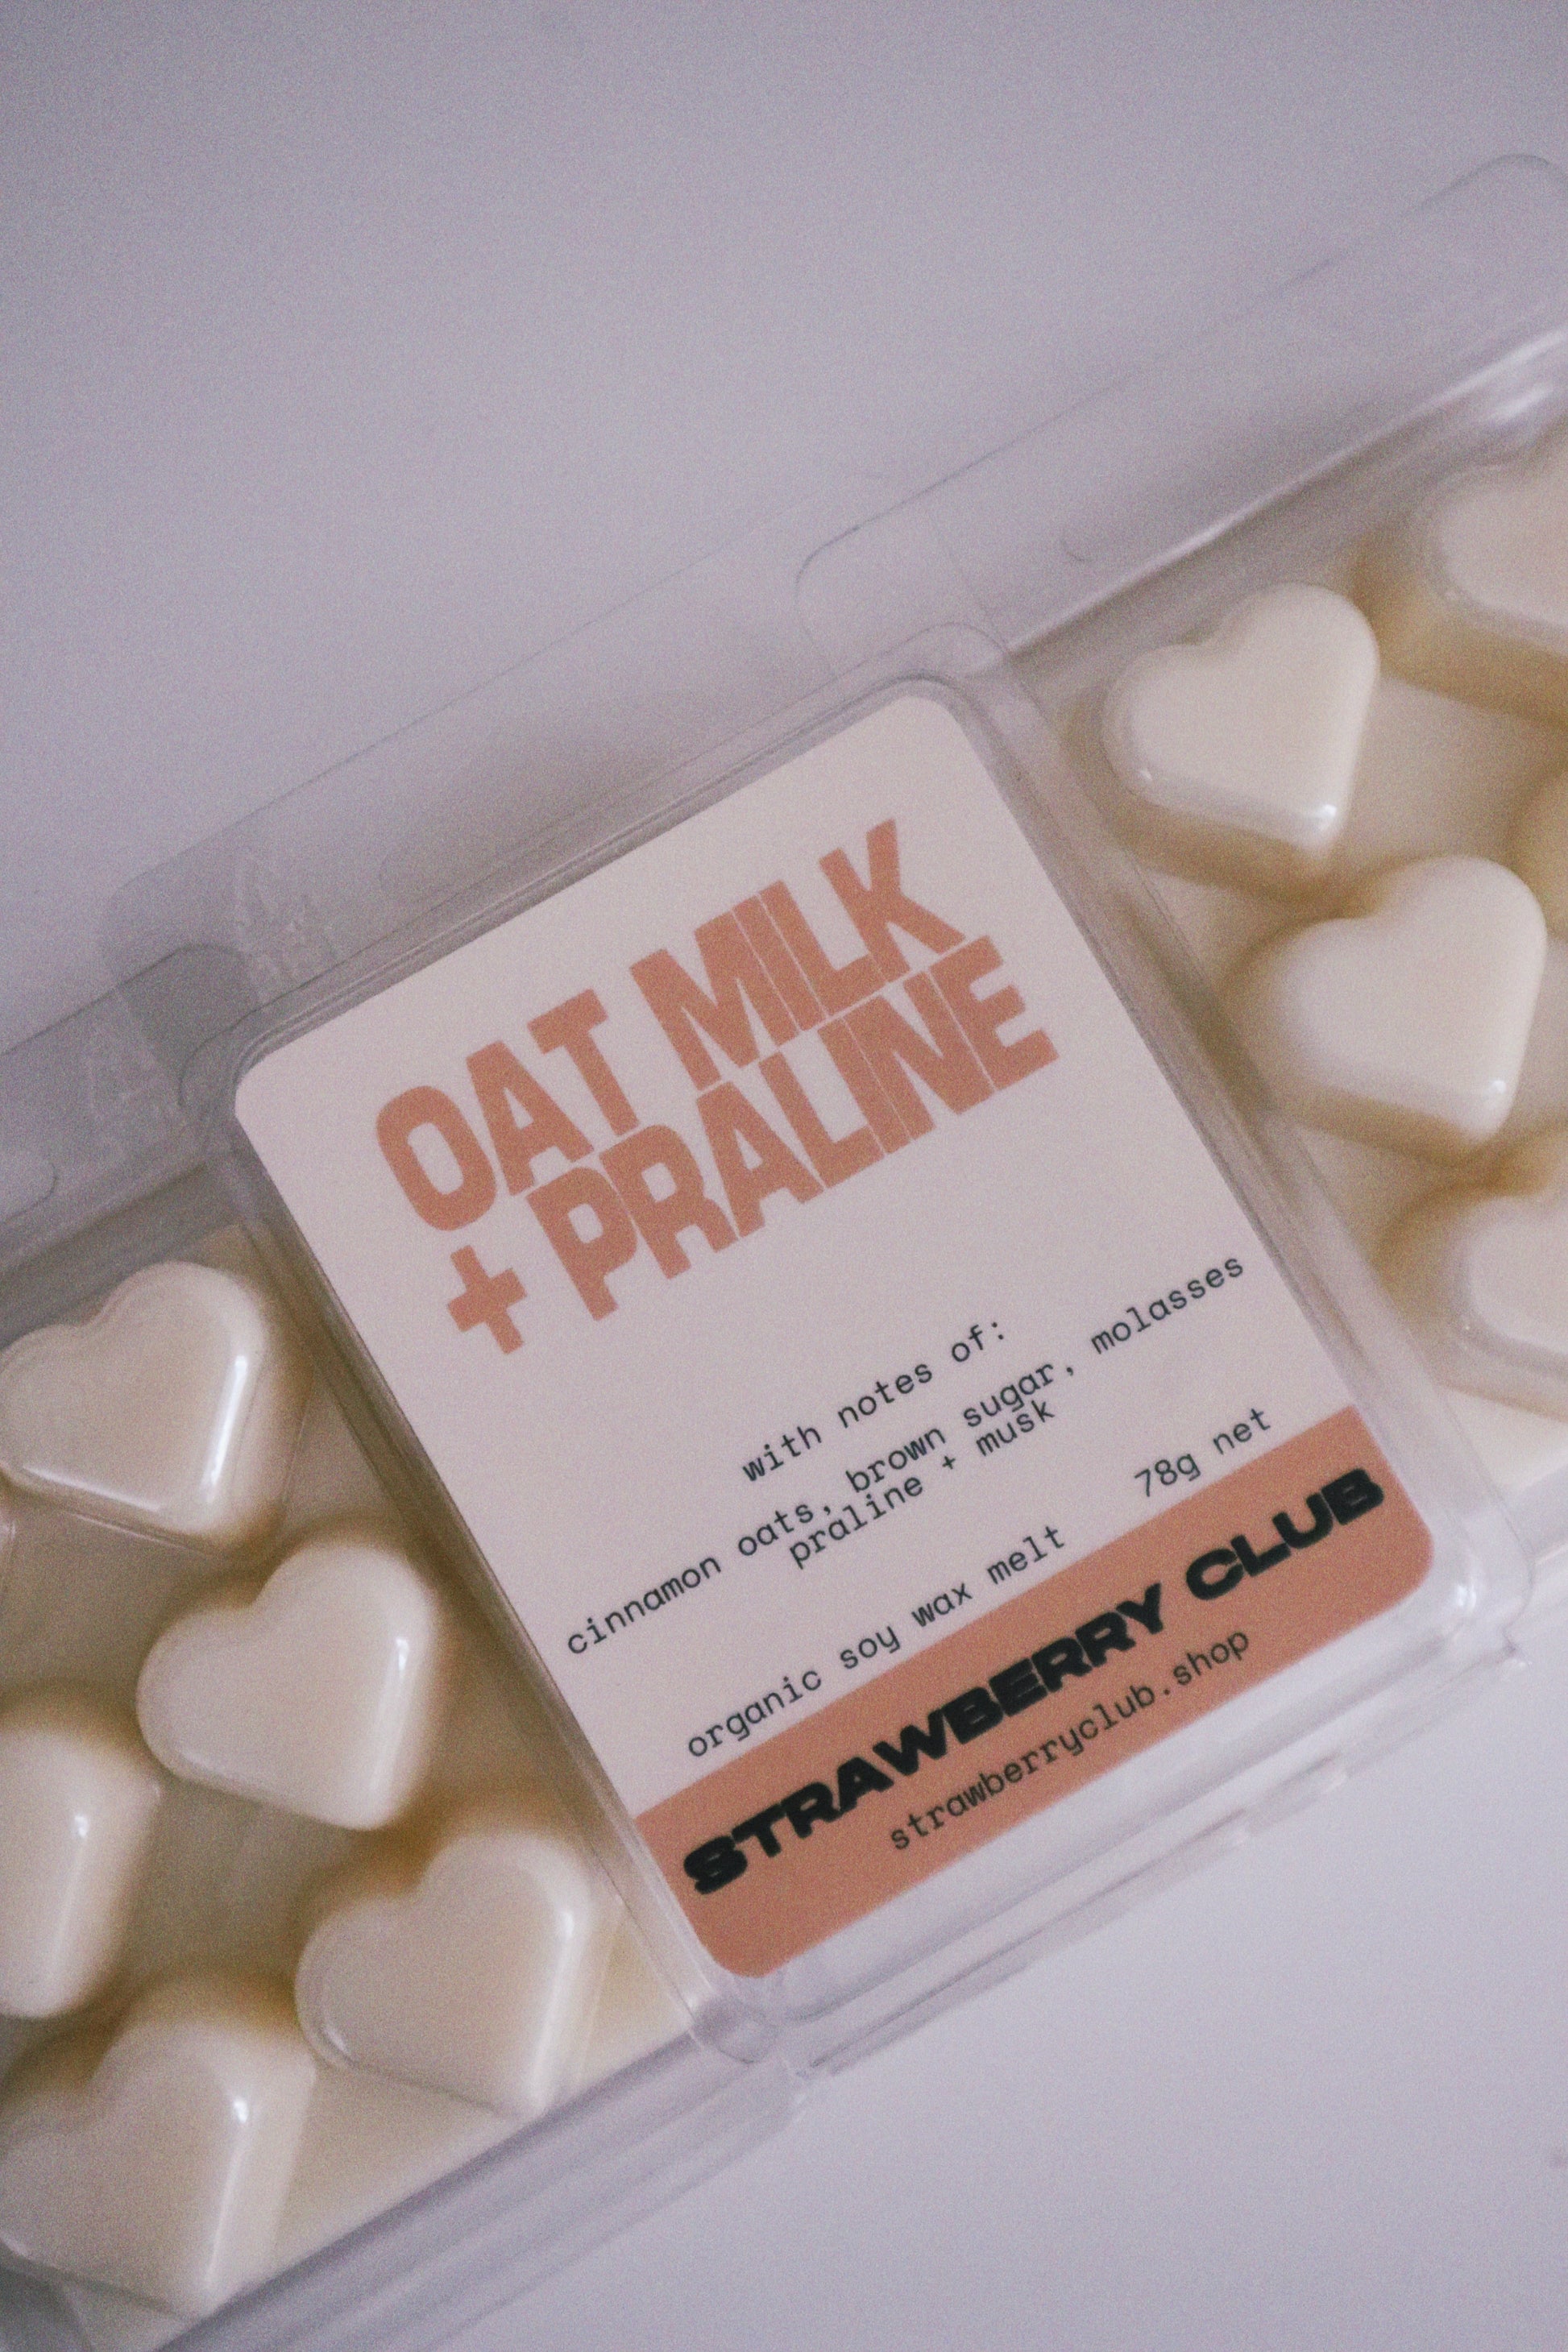 OAT MILK
+ PRALINE
with notes of:
cinnamon oats, brown sugar, molasses
praline + musk
organic soy wax melt 78g net
STRAWBERRY CLUB
strawberryclub.shop